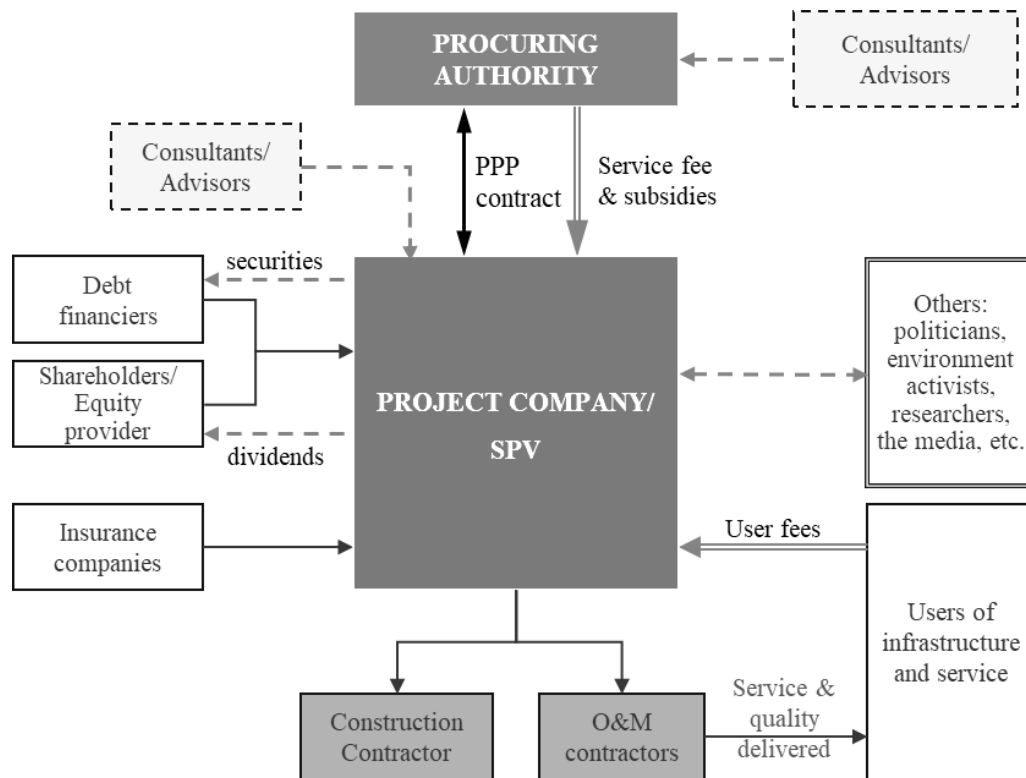 PROCURING
AUTHORITY
Consultants/
Advisors
Consultants/
Advisors
PPP
contract
Service fee
& subsidies
securities
Debt
financiers
Shareholders/
Equity
provider
dividends
PROJECT COMPANY/
SPV
Others:
politicians,
environment
activists,
researchers,
the media, etc.
Insurance
companies
User fees
Users of
infrastructure
and service
Construction
Contractor
O&M
contractors
Service &
quality
delivered